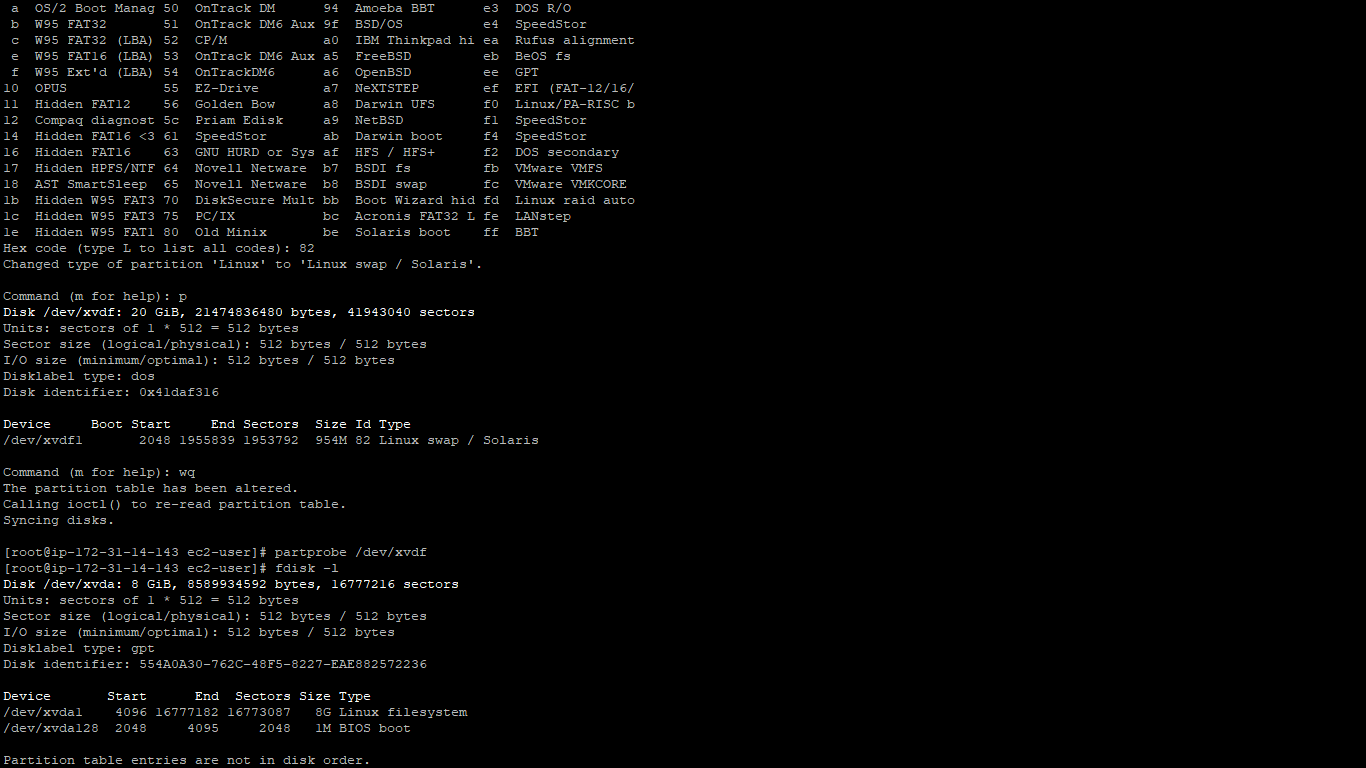 a  OS/2 Boot Manag 50  OnTrack DM      94  Amoeba BBT      e3  DOS R/O
b  W95 FAT32       51  OnTrack DM6 Aux 9f  BSD/OS          e4  SpeedStor
c  W95 FAT32 (LBA) 52  CP/M            a0  IBM Thinkpad hi ea  Rufus alignment
e  W95 FAT16 (LBA) 53  OnTrack DM6 Aux a5  FreeBSD         eb  BeOS fs
f  W95 Ext'd (LBA) 54  OnTrackDM6      a6  OpenBSD         ee  GPT
10  OPUS            55  EZ-Drive        a7  NeXTSTEP        ef  EFI (FAT-12/16/
11  Hidden FAT12    56  Golden Bow      a8  Darwin UFS      f0  Linux/PA-RISC b
12  Compaq diagnost 5c  Priam Edisk     a9  NetBSD          f1  SpeedStor
14  Hidden FAT16 <3 61  SpeedStor       ab  Darwin boot     f4  SpeedStor
16  Hidden FAT16    63  GNU HURD or Sys af  HFS / HFS+      f2  DOS secondary
17  Hidden HPFS/NTF 64  Novell Netware  b7  BSDI fs         fb  VMware VMFS
18  AST SmartSleep  65  Novell Netware  b8  BSDI swap       fc  VMware VMKCORE
1b  Hidden W95 FAT3 70  DiskSecure Mult bb  Boot Wizard hid fd  Linux raid auto
1c  Hidden W95 FAT3 75  PC/IX           bc  Acronis FAT32 L fe  LANstep
1e  Hidden W95 FAT1 80  Old Minix       be  Solaris boot    ff  BBT
Hex code (type L to list all codes): 82
Changed type of partition 'Linux' to 'Linux swap / Solaris'.
Command (m for help): p
Disk /dev/xvdf: 20 GiB, 21474836480 bytes, 41943040 sectors
Units: sectors of 1 * 512 = 512 bytes
Sector size (logical/physical): 512 bytes / 512 bytes
I/O size (minimum/optimal): 512 bytes / 512 bytes
Disklabel type: dos
Disk identifier: 0x41daf316
Device     Boot Start     End Sectors  Size Id Type
/dev/xvdf1       2048 1955839 1953792  954M 82 Linux swap / Solaris
Command (m for help): wq
The partition table has been altered.
Calling ioctl() to re-read partition table.
Syncing disks.
[root@ip-172-31-14-143 ec2-user]# partprobe /dev/xvdf
[root@ip-172-31-14-143 ec2-user]# fdisk -l
Disk /dev/xvda: 8 GiB, 8589934592 bytes, 16777216 sectors
Units: sectors of 1 * 512 = 512 bytes
Sector size (logical/physical): 512 bytes / 512 bytes
I/O size (minimum/optimal): 512 bytes / 512 bytes
Disklabel type: gpt
Disk identifier: 554A0A30-762C-48F5-8227-EAE882572236
Device       Start      End  Sectors Size Type
/dev/xvda1    4096 16777182 16773087   8G Linux filesystem
/dev/xvda128  2048     4095     2048   1M BIOS boot
Partition table entries are not in disk order.